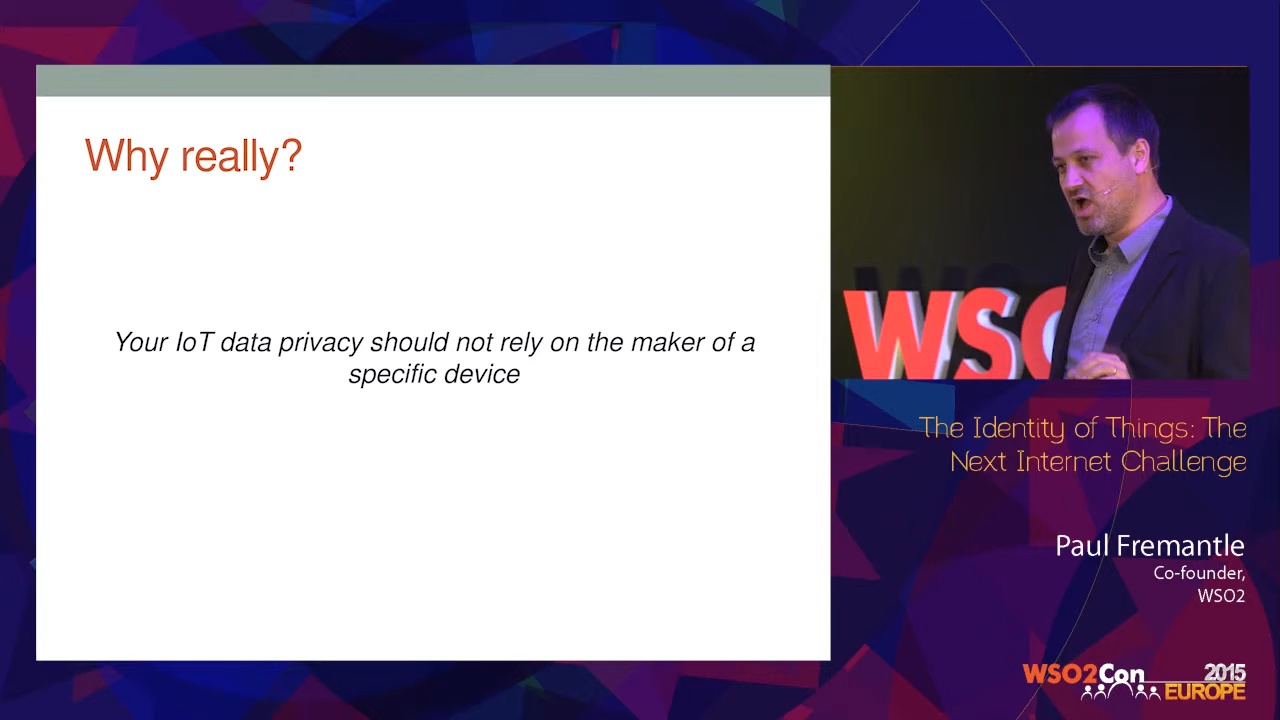 Why really?
Your IoT data privacy should not rely on the maker of a
specific device
WSO
The Identity of Things: The
Next Internet Challenge
Paul Fremantle
Co-founder,
WSO2
WSO2Con 2015
EUROPE